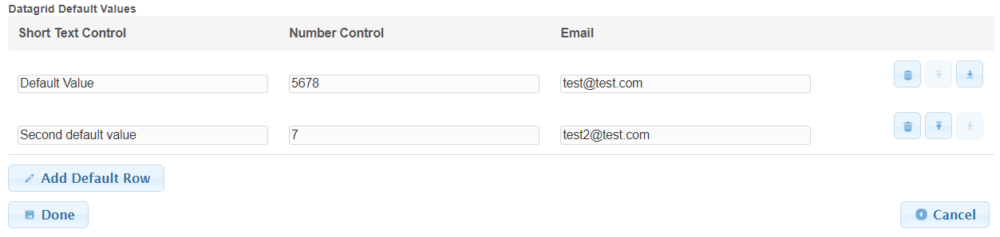 Datagrid Default Values
Short Text Control Number Control Email
Default Value 5678 test@test.com
Second default value 7 test2@test.com
Add Default Row
Done Cancel